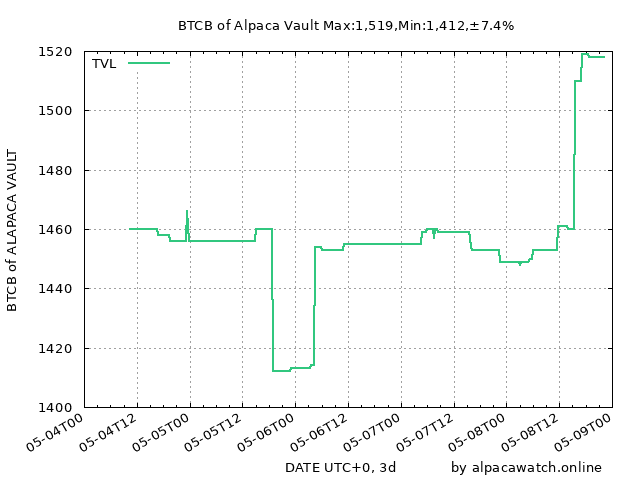 BTCB of Alpaca Vault Max:1,519,Min:1,412,±7.4%
TVL
BTCB of ALAPACA VAULT
1520
1500
1480
1460
1440
1420
1400
05-04T00
05-04T12
05-05T00
05-05T12
05-06T00
05-06T12
05-07T00
05-07T12
05-08T00
05-08T12
05-09T00
DATE UTC+0, 3d
by alpacawatch.online